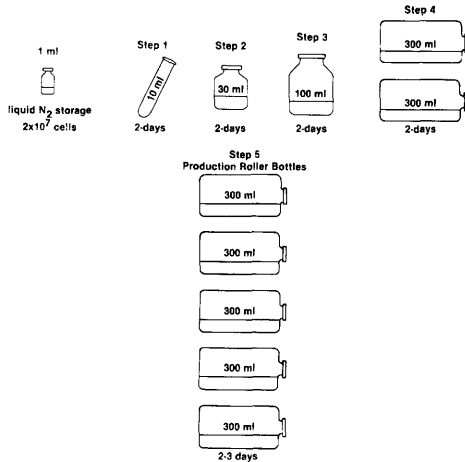 1 ml
liquid N2 storage
2x10^7 cells
Step 1
10 ml
2-days
Step 2
30 ml
2-days
Step 3
100 ml
2-days
Step 4
300 ml
300 ml
2-days
Step 5
Production Roller Bottles
300 ml
300 ml
300 ml
300 ml
300 ml
2-3 days